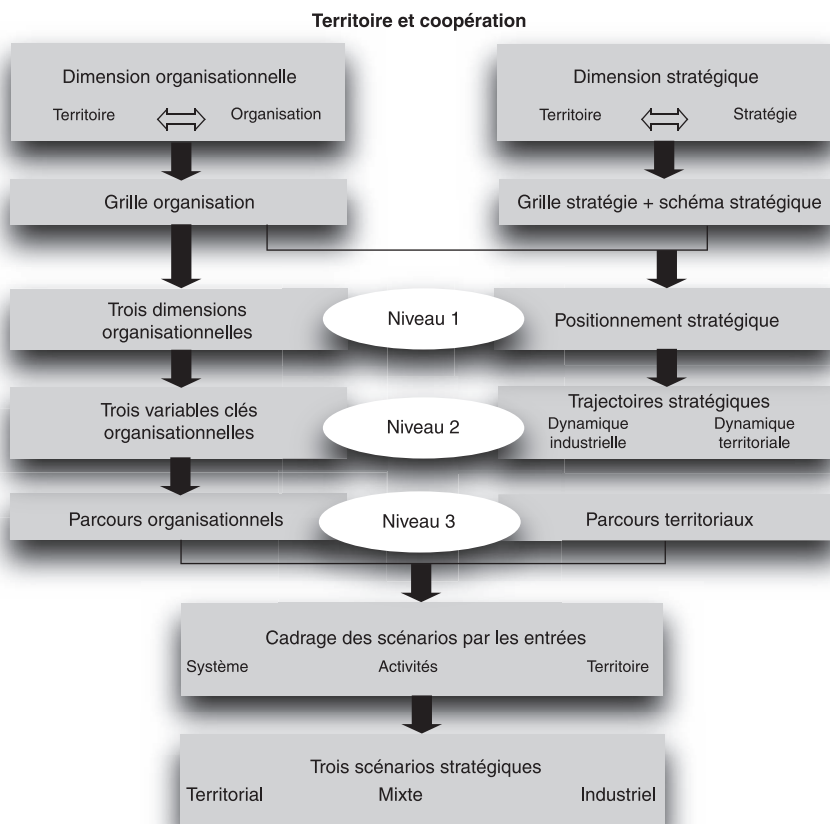 Territoire et coopération
Dimension organisationnelle
Territoire Organisation
Dimension stratégique
Territoire Stratégie
Grille organisation
Grille stratégie + schéma stratégique
Trois dimensions
organisationnelles
Niveau 1
Positionnement stratégique
Trois variables clés
organisationnelles
Niveau 2
Trajectoires stratégiques
Dynamique
industrielle
Dynamique
territoriale
Parcours organisationnels
Niveau 3
Parcours territoriaux
Cadrage des scénarios par les entrées
Système Activités Territoire
Trois scénarios stratégiques
Territorial Mixte Industriel